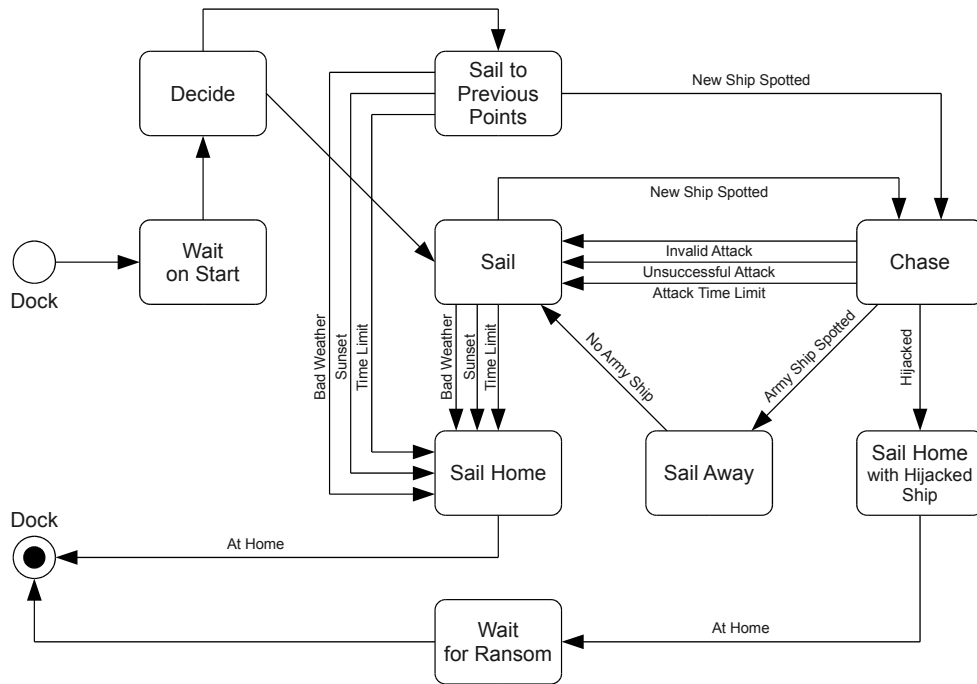 Decide
Sail to
Previous
Points
New Ship Spotted
New Ship Spotted
Wait
on Start
Sail
Chase
Invalid Attack
Unsuccessful Attack
Attack Time Limit
Dock
Bad Weather
Sunset
Time Limit
Bad Weather
Sunset
Time Limit
No Army Ship
Army Ship Spotted
Hijacked
Sail Home
Sail Away
Sail Home
with Hijacked
Ship
Dock
At Home
Wait
for Ransom
At Home